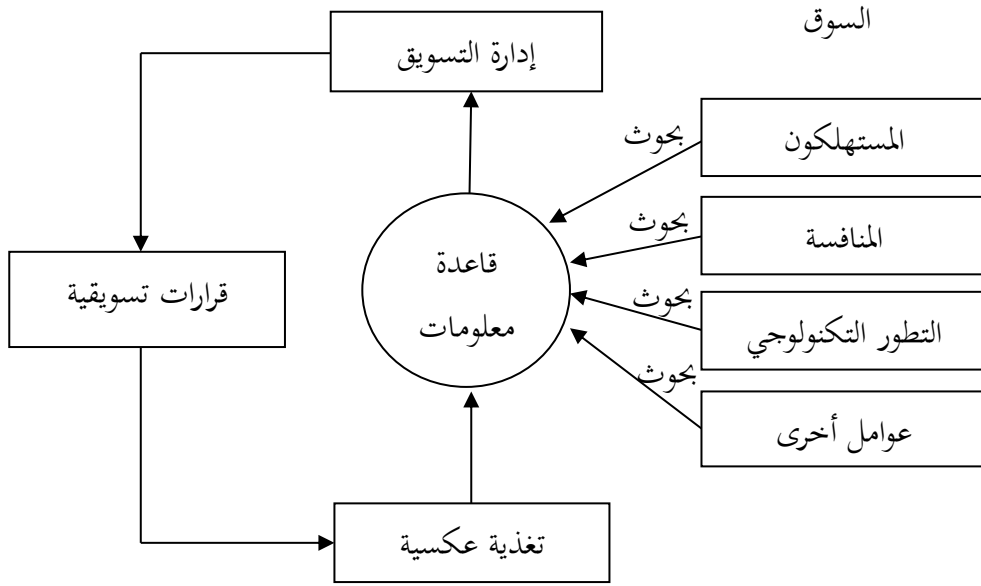 السوق
إدارة التسويق
المستهلكون
بحوث
المنافسة
بحوث
قاعدة
معلومات
قرارات تسويقية
التطور التكنولوجي
بحوث
عوامل أخرى
بحوث
تغذية عكسية